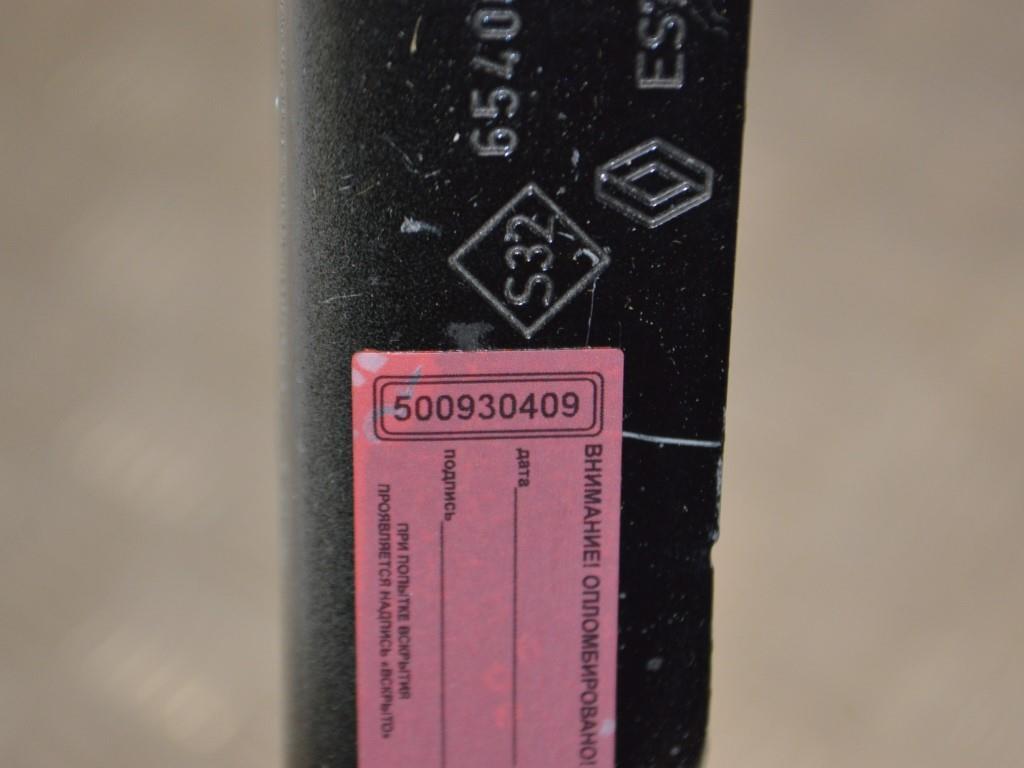 6540
ES
S32
500930409
ВНИМАНИЕ! ОПЛОМБИРОВАНО!
дата
подпись
ПРИ ПОПЫТКЕ ВСКРЫТИЯ
ПРОЯВЛЯЕТСЯ НАДПИСЬ «ВСКРЫТО»